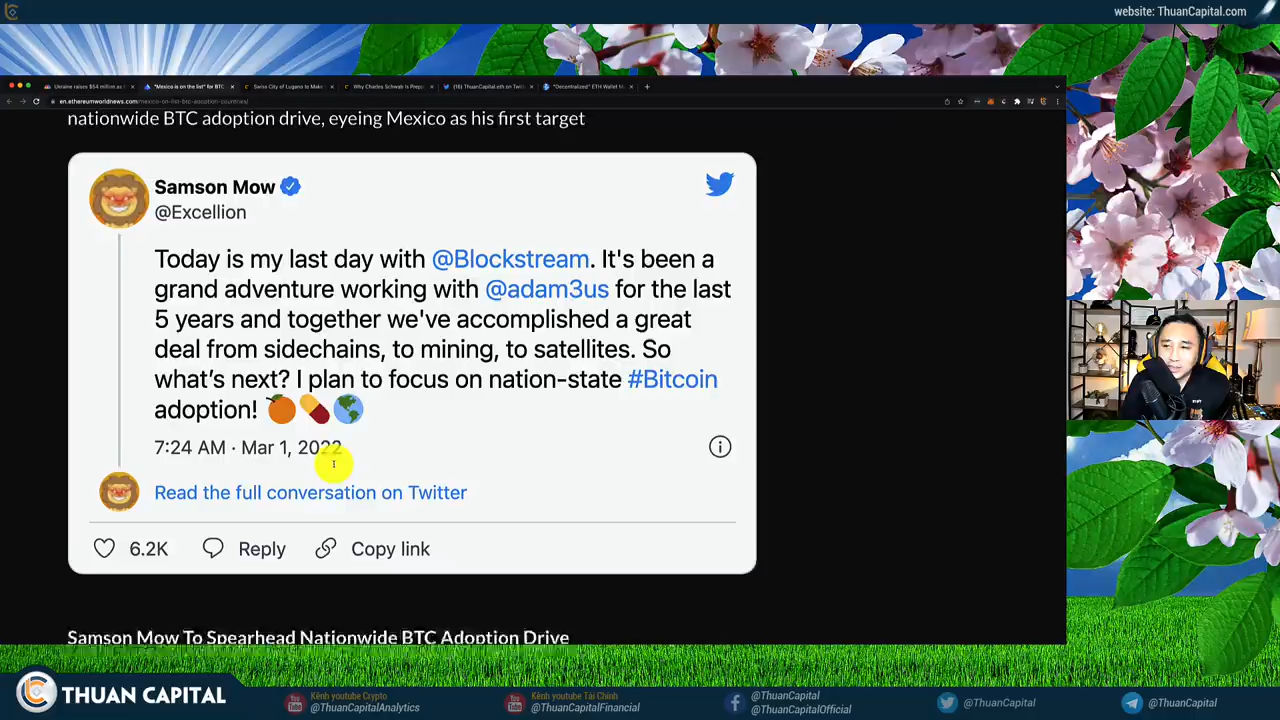 website: ThuanCapital.com
Ukraine raises $54 million as
"Mexico is on the list" for BTC
Swiss City of Lugano to Make
Why Charles Schwab Is Prepp
(16) ThuanCapital.eth on Twit
"Decentralized" ETH Wallet M
en.ethereumworldnews.com/mexico-on-list-btc-adoption-countries/
nationwide BTC adoption drive, eyeing Mexico as his first target
Samson Mow
@Excellion
Today is my last day with @Blockstream. It's been a
grand adventure working with @adam3us for the last
5 years and together we've accomplished a great
deal from sidechains, to mining, to satellites. So
what's next? I plan to focus on nation-state #Bitcoin
adoption! 🍊💊🌎
7:24 AM · Mar 1, 2022
Read the full conversation on Twitter
6.2K
Reply
Copy link
Samson Mow To Spearhead Nationwide BTC Adoption Drive
THUAN CAPITAL
Kênh youtube Crypto
@ThuanCapitalAnalytics
Kênh youtube Tài Chính
@ThuanCapitalFinancial
@ThuanCapital
@ThuanCapitalOfficial
@ThuanCapital
@ThuanCapital